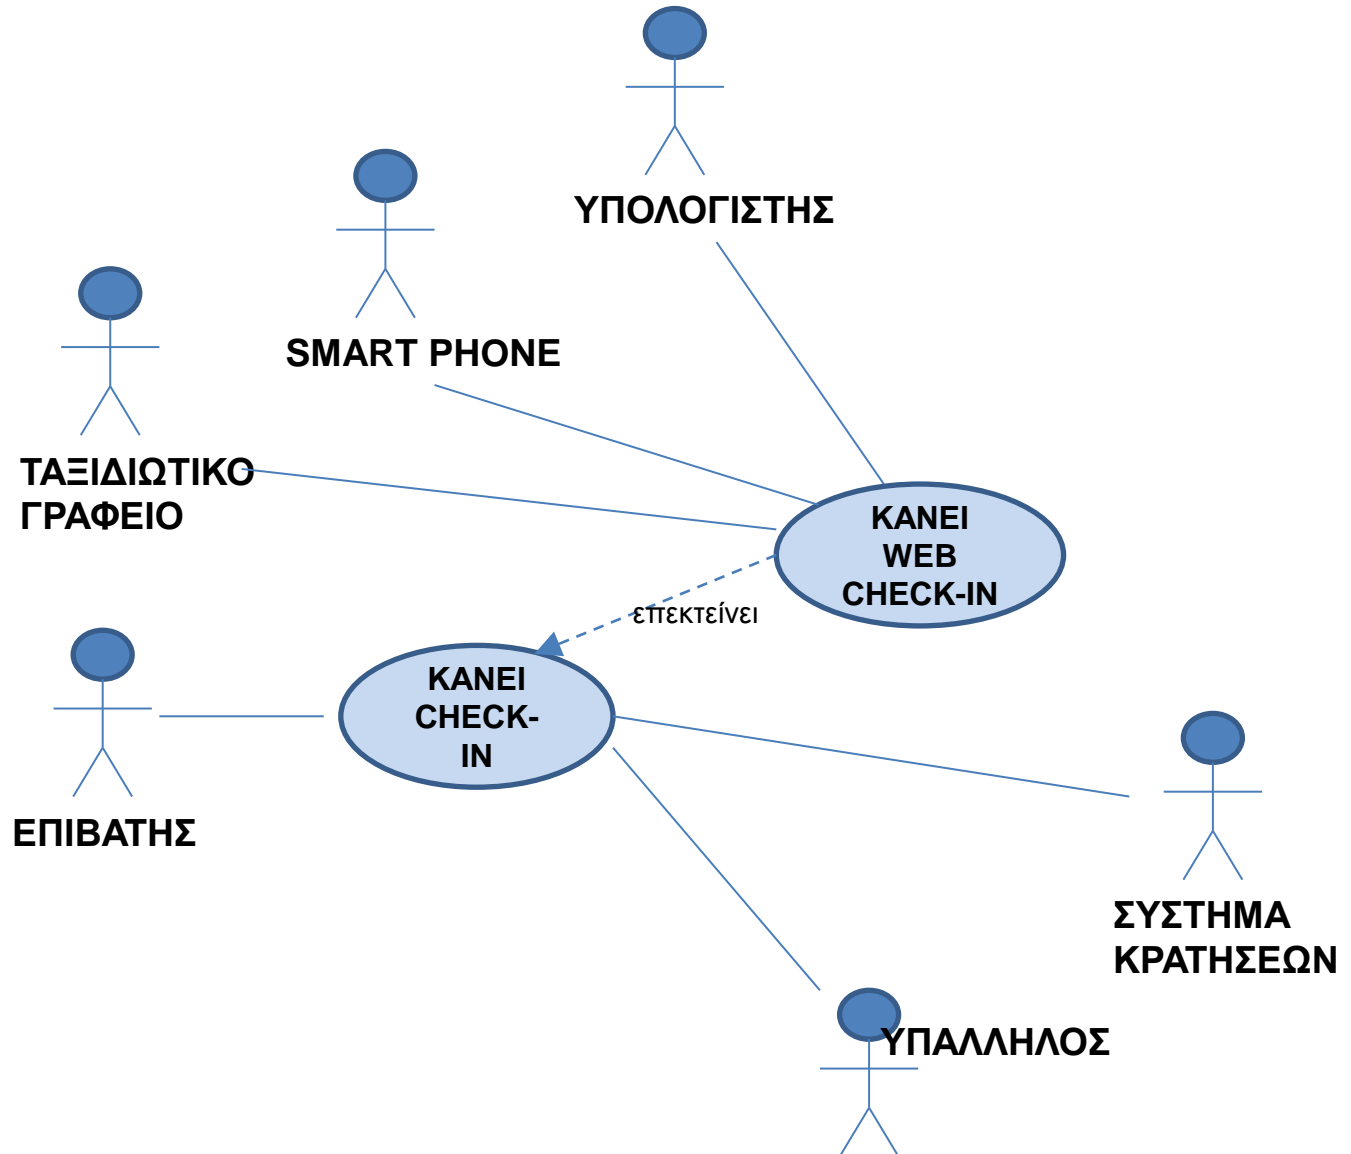 ΥΠΟΛΟΓΙΣΤΗΣ
SMART PHONE
ΤΑΞΙΔΙΩΤΙΚΟ
ΓΡΑΦΕΙΟ
ΚΑΝΕΙ
WEB
CHECK-IN
επεκτείνει
ΚΑΝΕΙ
CHECK-
IN
ΕΠΙΒΑΤΗΣ
ΣΥΣΤΗΜΑ
ΚΡΑΤΗΣΕΩΝ
ΥΠΑΛΛΗΛΟΣ